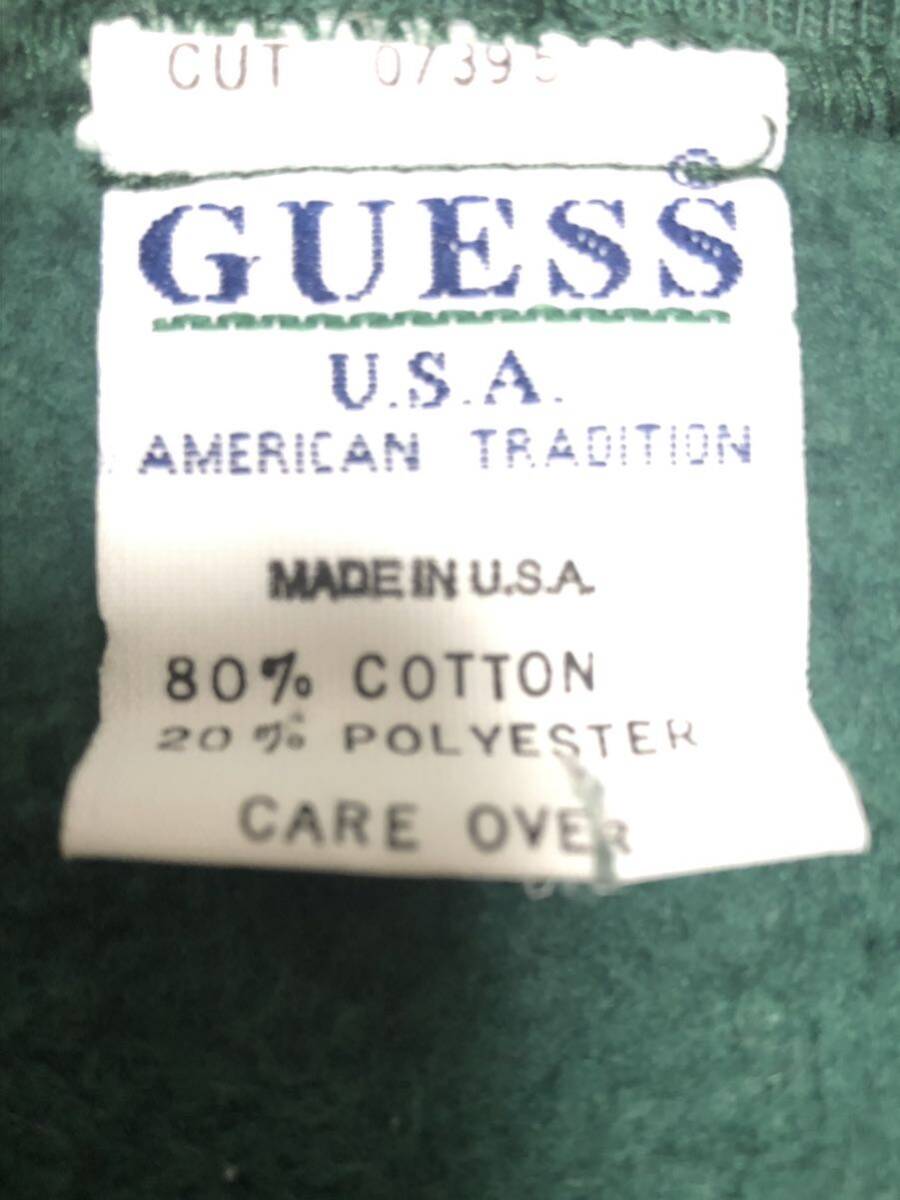 CUT 07395
GUESS®
U.S.A.
AMERICAN TRADITION
MADE IN U.S.A.
80% COTTON
20% POLYESTER
CARE OVER